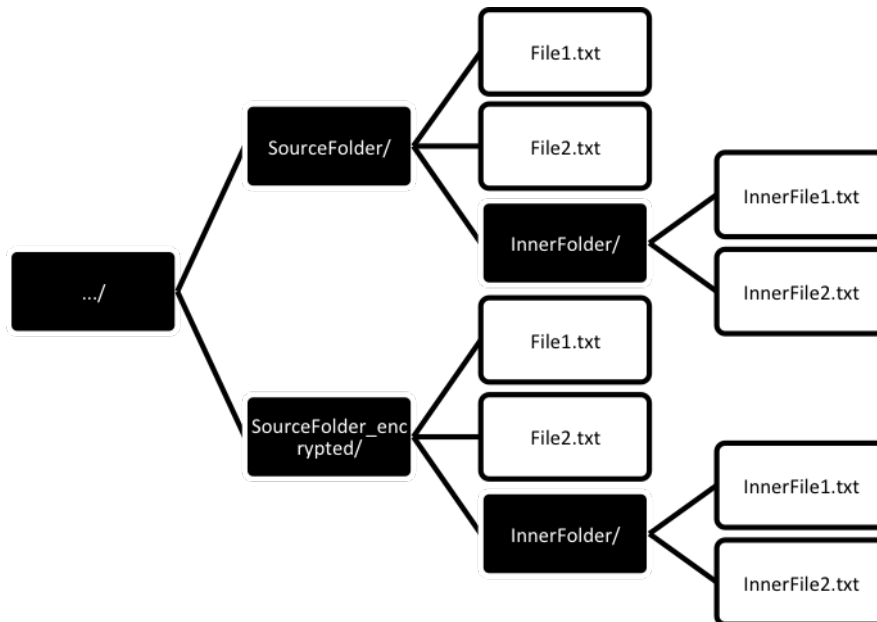 .../
SourceFolder/
File1.txt
File2.txt
InnerFolder/
InnerFile1.txt
InnerFile2.txt
SourceFolder_enc
rypted/
File1.txt
File2.txt
InnerFolder/
InnerFile1.txt
InnerFile2.txt